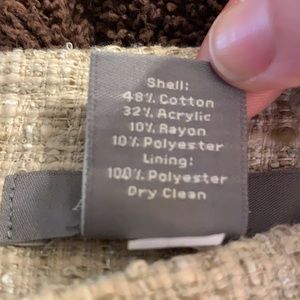 Shell:
48% Cotton
32% Acrylic
10% Rayon
10% Polyester
Lining:
100% Polyester
Dry Clean